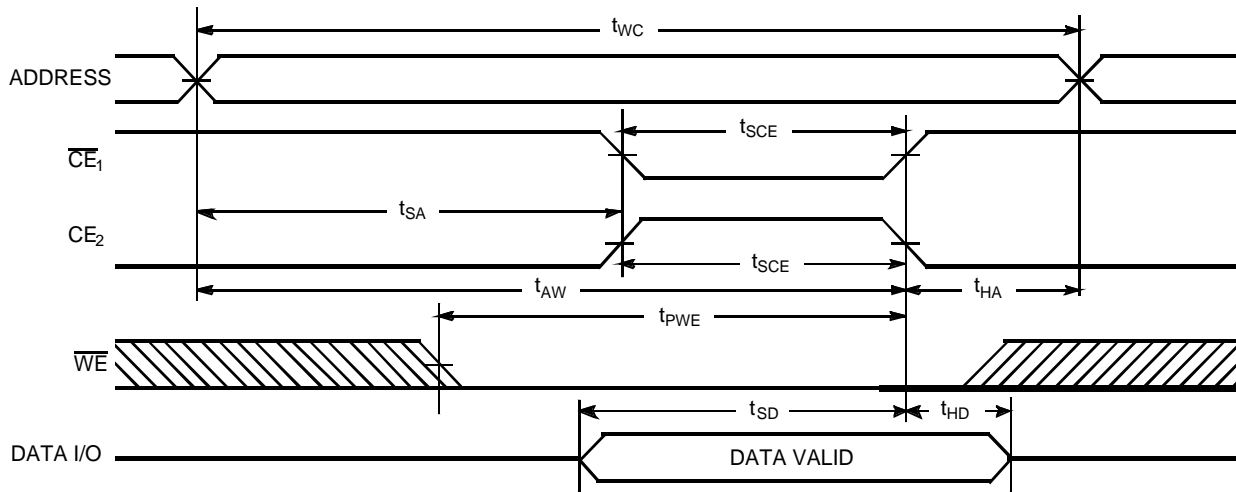 tWC
ADDRESS
tSCE
CE1
tSA
CE2
tSCE
tAW
tHA
tPWE
WE
tSD
tHD
DATA I/O
DATA VALID